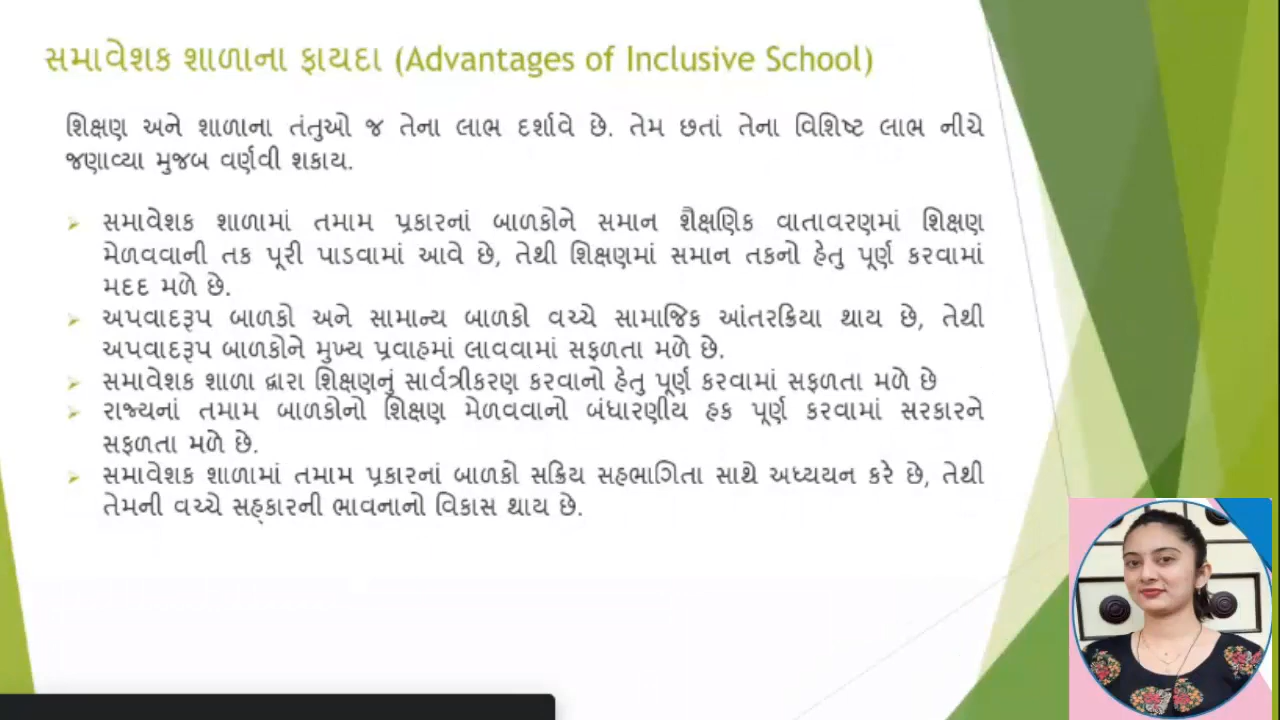 સમાવેશક શાળાના ફાયદા (Advantages of Inclusive School)
શિક્ષણ અને શાળાના તંતુઓ જ તેના લાભ દર્શાવે છે. તેમ છતાં તેના વિશિષ્ટ લાભ નીચે
જણાવ્યા મુજબ વર્ણવી શકાય.
સમાવેશક શાળામાં તમામ પ્રકારનાં બાળકોને સમાન શૈક્ષણિક વાતાવરણમાં શિક્ષણ
મેળવવાની તક પૂરી પાડવામાં આવે છે, તેથી શિક્ષણમાં સમાન તકનો હેતુ પૂર્ણ કરવામાં
મદદ મળે છે.
અપવાદરૂપ બાળકો અને સામાન્ય બાળકો વચ્ચે સામાજિક આંતરક્રિયા થાય છે, તેથી
અપવાદરૂપ બાળકોને મુખ્ય પ્રવાહમાં લાવવામાં સફળતા મળે છે.
સમાવેશક શાળા દ્વારા શિક્ષણનું સાર્વત્રીકરણ કરવાનો હેતુ પૂર્ણ કરવામાં સફળતા મળે છે
રાજ્યનાં તમામ બાળકોનો શિક્ષણ મેળવવાનો બંધારણીય હક પૂર્ણ કરવામાં સરકારને
સફળતા મળે છે.
સમાવેશક શાળામાં તમામ પ્રકારનાં બાળકો સક્રિય સહભાગિતા સાથે અધ્યયન કરે છે, તેથી
તેમની વચ્ચે સહ્કારની ભાવનાનો વિકાસ થાય છે.